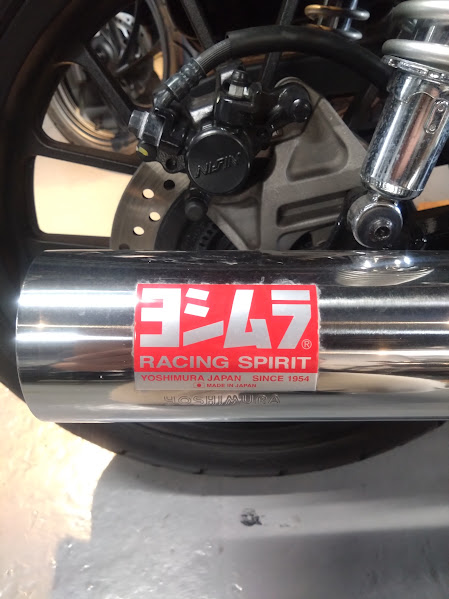 NISSIN
ヨシムラ®
RACING SPIRIT
YOSHIMURA JAPAN SINCE 1954
MADE IN JAPAN
YOSHIMURA